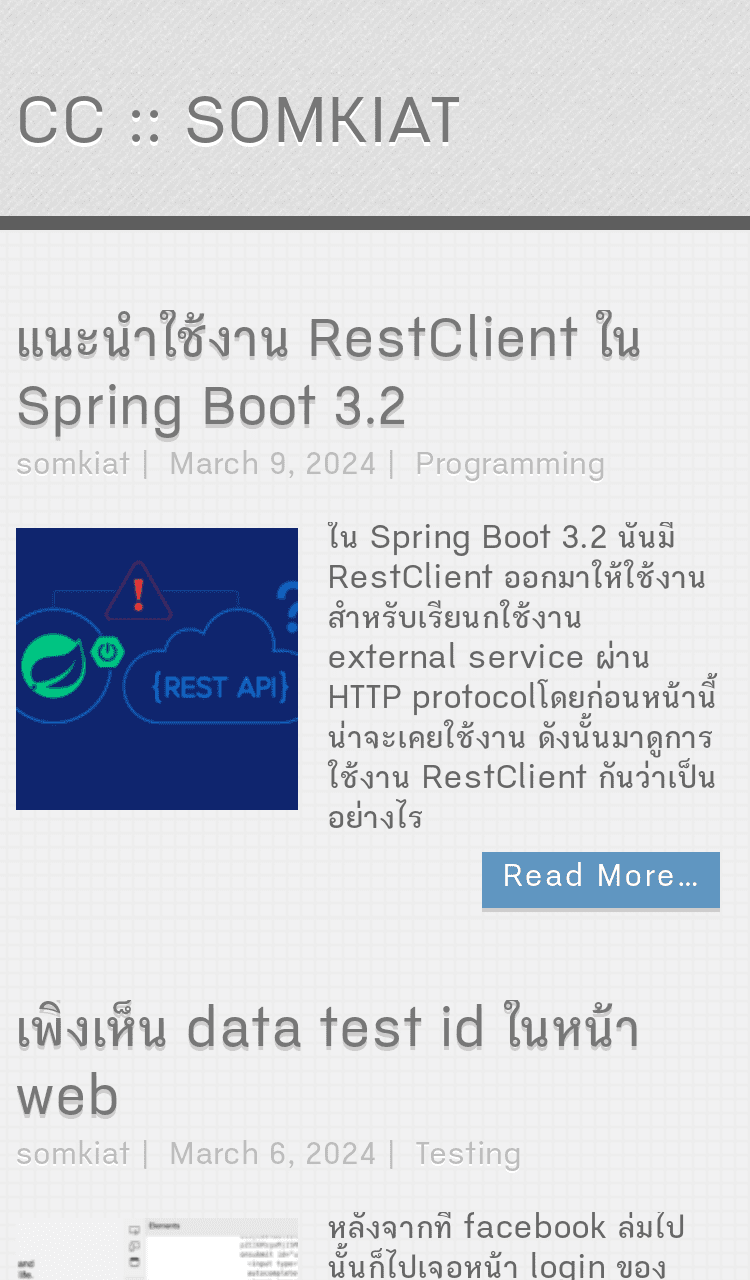 CC :: SOMKIAT
แนะนำใช้งาน RestClient ใน
Spring Boot 3.2
somkiat | March 9, 2024 | Programming
ใน Spring Boot 3.2 นั้นมี
RestClient ออกมาให้ใช้งาน
สำหรับเรียนกใช้งาน
external service ผ่าน
HTTP protocolโดยก่อนหน้านี้
น่าจะเคยใช้งาน ดังนั้นมาดูการ
ใช้งาน RestClient กันว่าเป็น
อย่างไร
{REST API}
Read More…
เพิ่งเห็น data test id ในหน้า
web
somkiat | March 6, 2024 | Testing
Elements
and
life.
หลังจากที่ facebook ล่มไป
นั้นก็ไปเจอหน้า login ของ